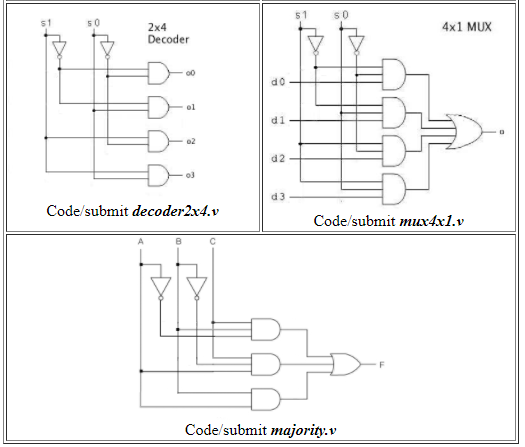 s1 s0
2x4
Decoder
o0
o1
o2
o3
Code/submit decoder2x4.v
s1 s0
4x1 MUX
d0
d1
d2
d3
o
Code/submit mux4x1.v
A B C
F
Code/submit majority.v